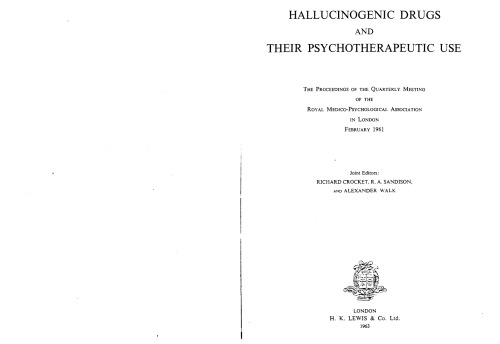 HALLUCINOGENIC DRUGS
AND
THEIR PSYCHOTHERAPEUTIC USE
THE PROCEEDINGS OF THE QUARTERLY MEETING
OF THE
ROYAL MEDICO-PSYCHOLOGICAL ASSOCIATION
IN LONDON
FEBRUARY 1961
Joint Editors:
RICHARD CROCKET, R. A. SANDISON,
AND ALEXANDER WALK
LONDON
H. K. LEWIS & Co. Ltd.
1963